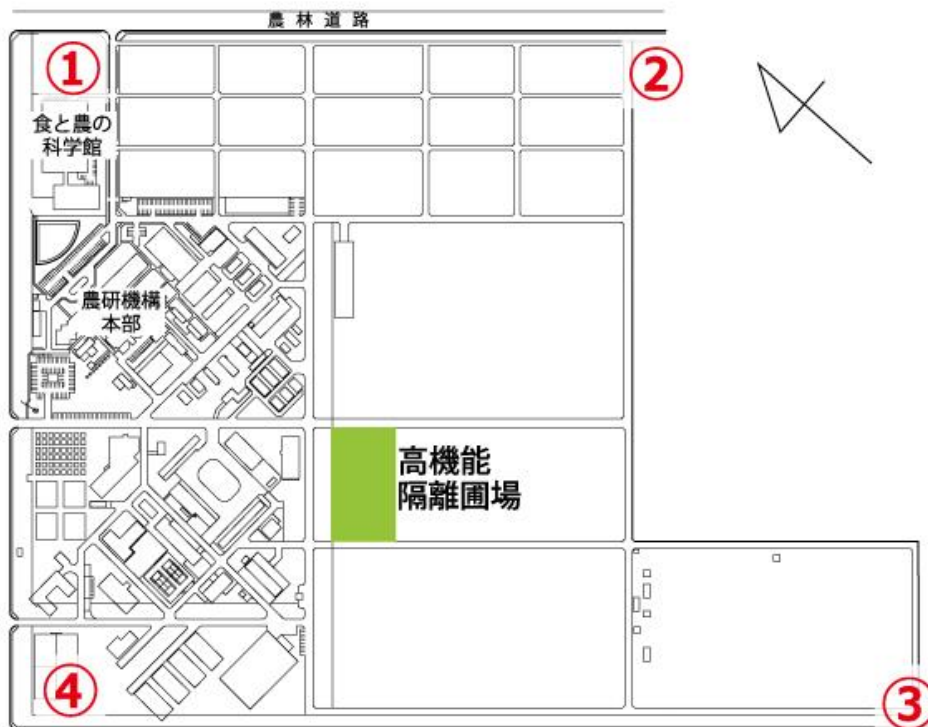 農林道路
①
②
食と農の
科学館
農研機構
本部
高機能
隔離圃場
④
③